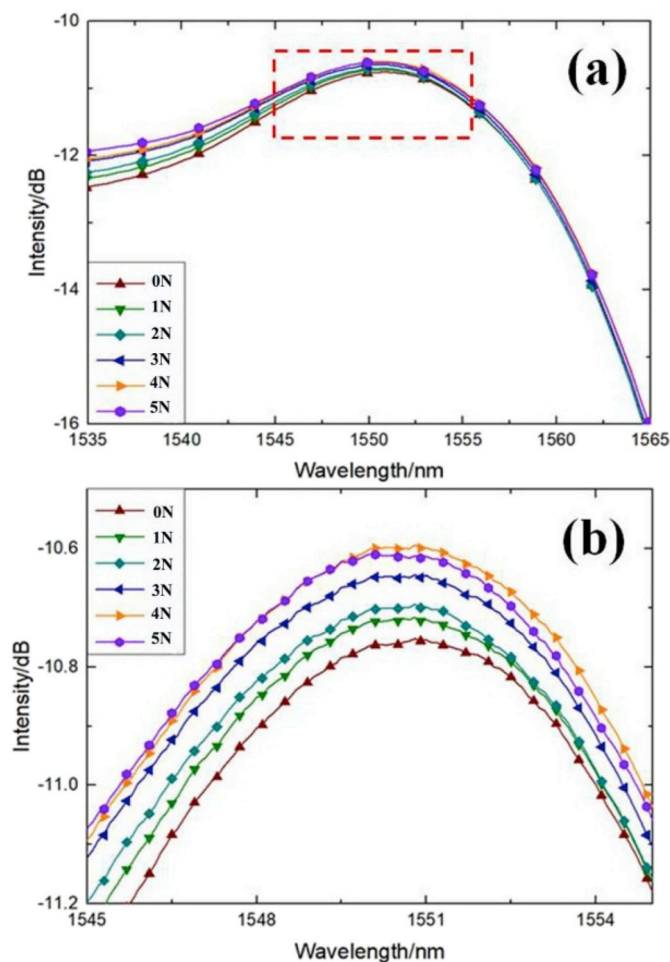 -10
(a)
-12
Intensity/dB
-14
0N
1N
2N
3N
4N
5N
-16
1535 1540 1545 1550 1555 1560 1565
Wavelength/nm
0N
1N
2N
3N
4N
5N
(b)
-10.6
-10.8
Intensity/dB
-11.0
-11.2
1545 1548 1551 1554
Wavelength/nm